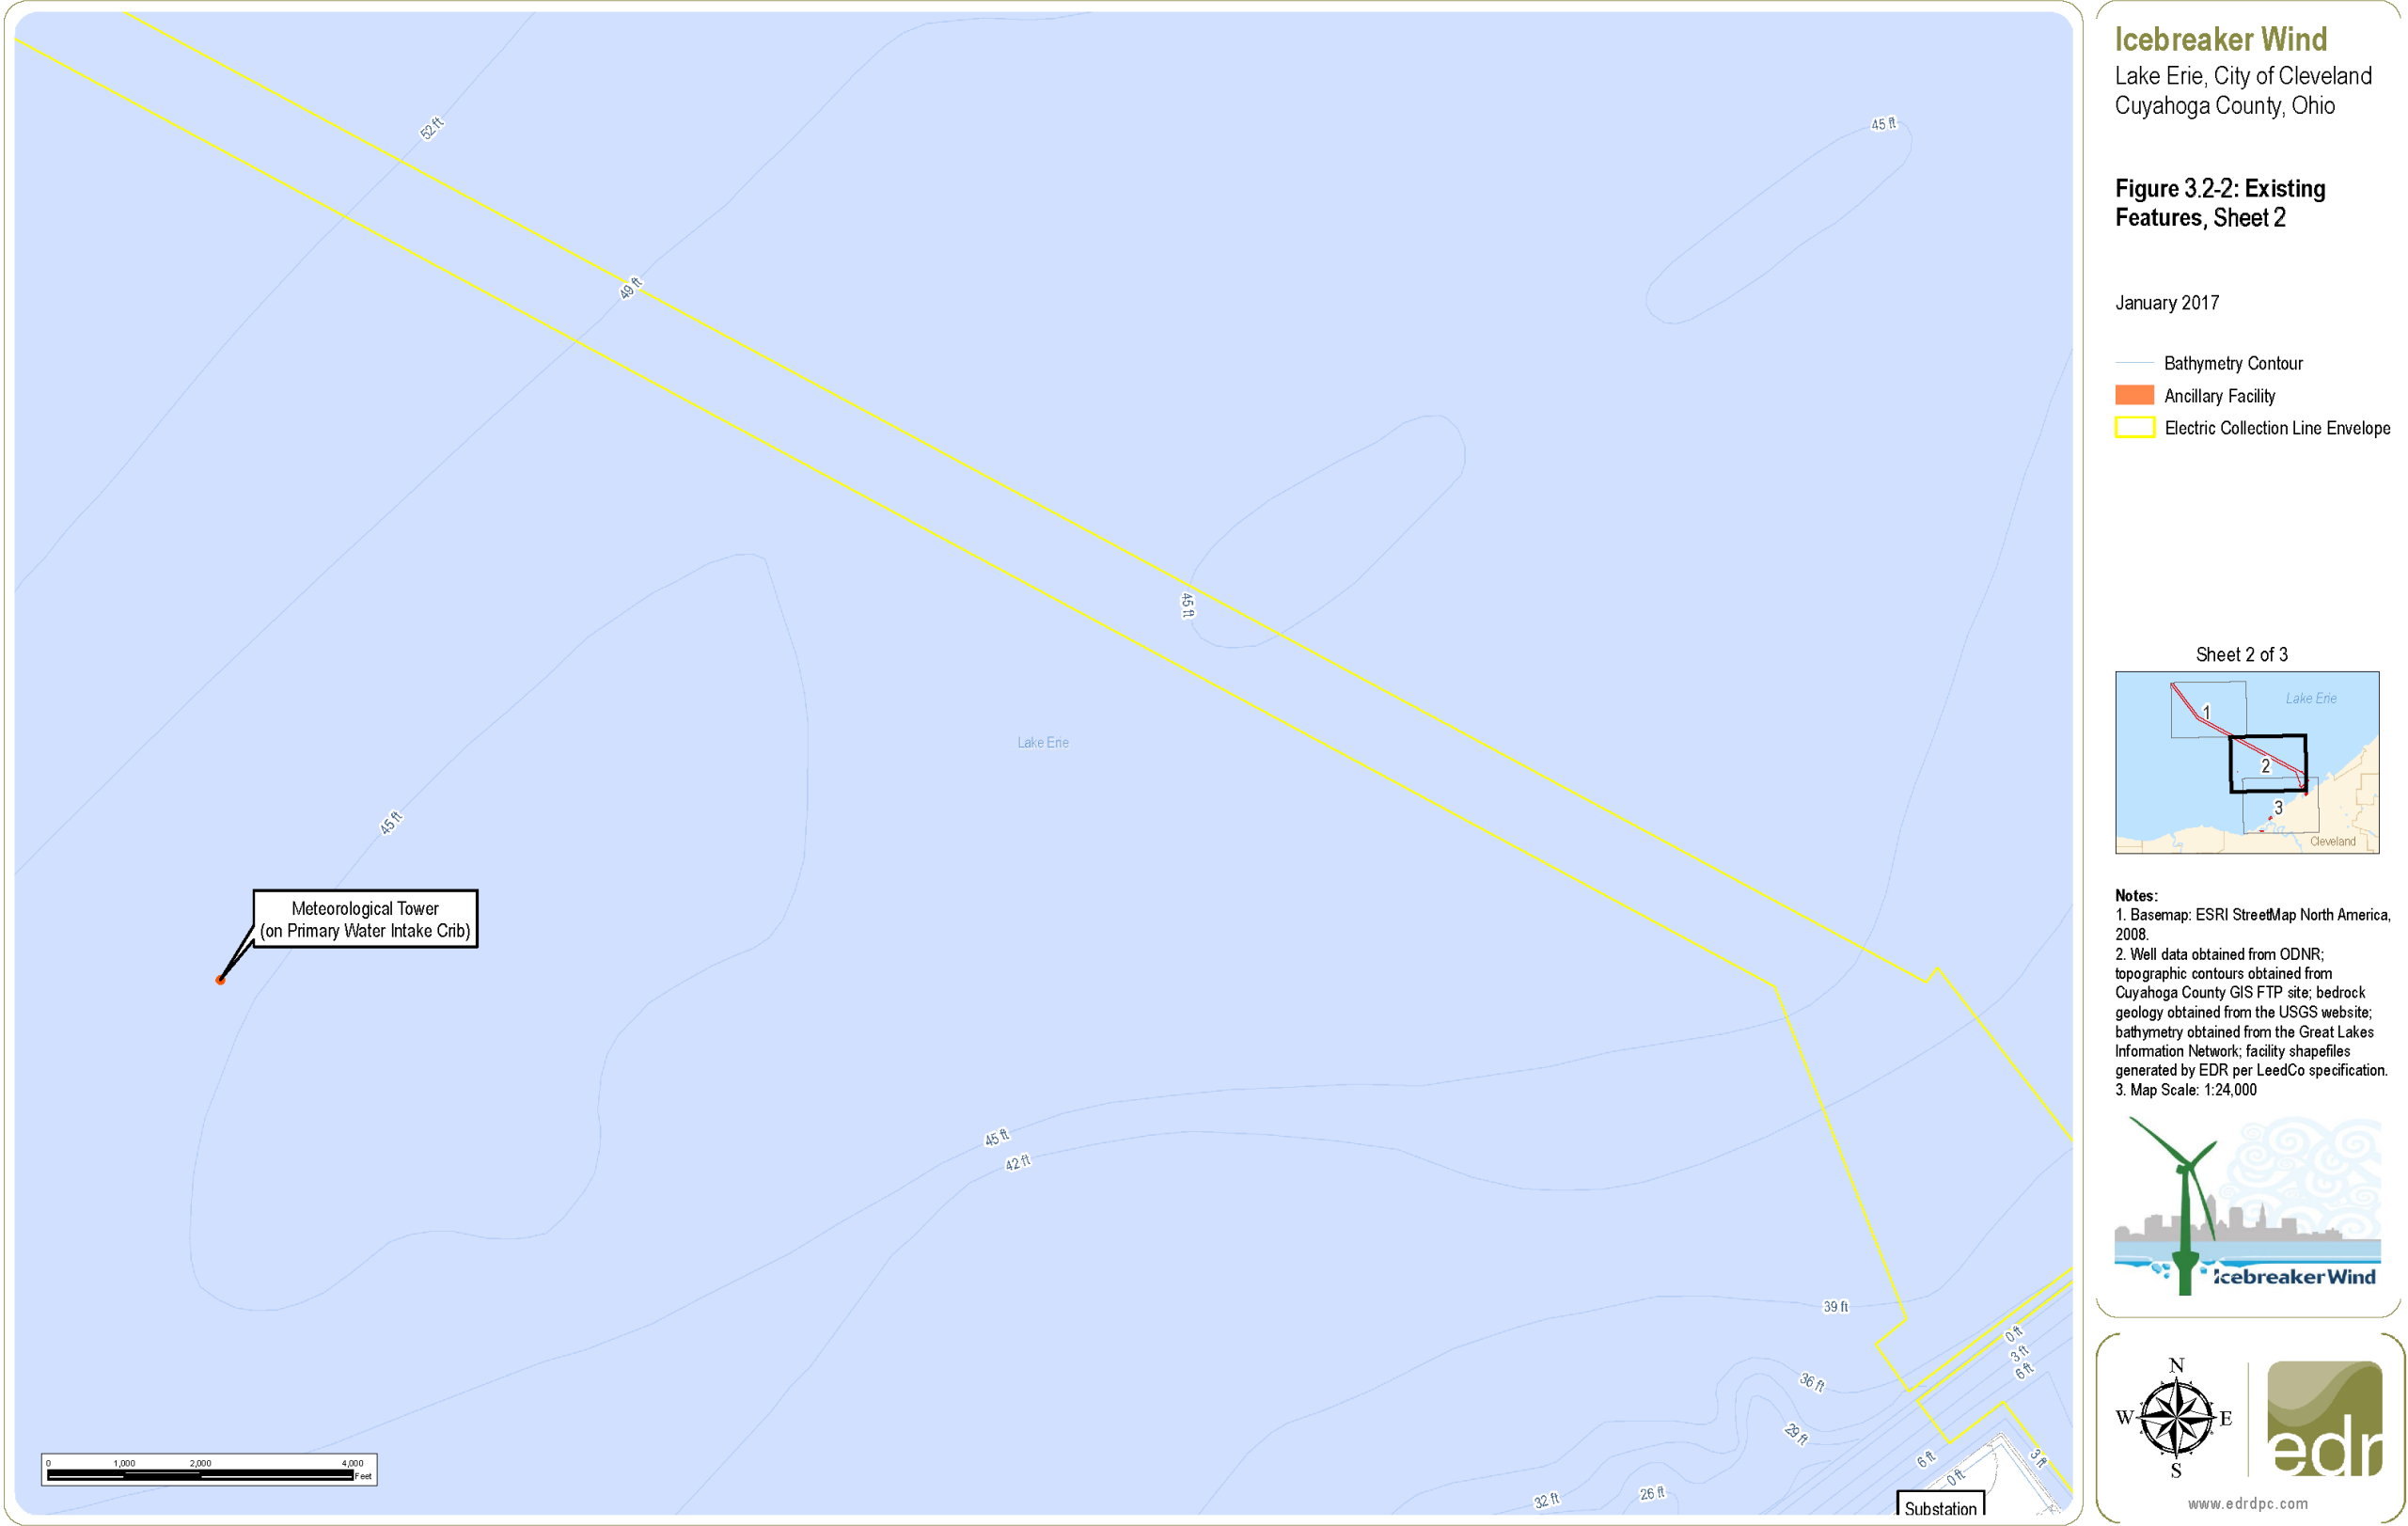 52 ft
49 ft
45 ft
45 ft
Lake Erie
45 ft
Meteorological Tower
(on Primary Water Intake Crib)
45 ft
42 ft
39 ft
36 ft
29 ft
32 ft
26 ft
0 ft
3 ft
6 ft
6 ft
0 ft
3 ft
Substation
0 1,000 2,000 4,000
Feet
Icebreaker Wind
Lake Erie, City of Cleveland
Cuyahoga County, Ohio
Figure 3.2-2: Existing
Features, Sheet 2
January 2017
Bathymetry Contour
Ancillary Facility
Electric Collection Line Envelope
Sheet 2 of 3
Lake Erie
1
2
3
Cleveland
Notes:
1. Basemap: ESRI StreetMap North America,
2008.
2. Well data obtained from ODNR;
topographic contours obtained from
Cuyahoga County GIS FTP site; bedrock
geology obtained from the USGS website;
bathymetry obtained from the Great Lakes
Information Network; facility shapefiles
generated by EDR per LeedCo specification.
3. Map Scale: 1:24,000
Icebreaker Wind
N
W E
S
edr
www.edrdpc.com